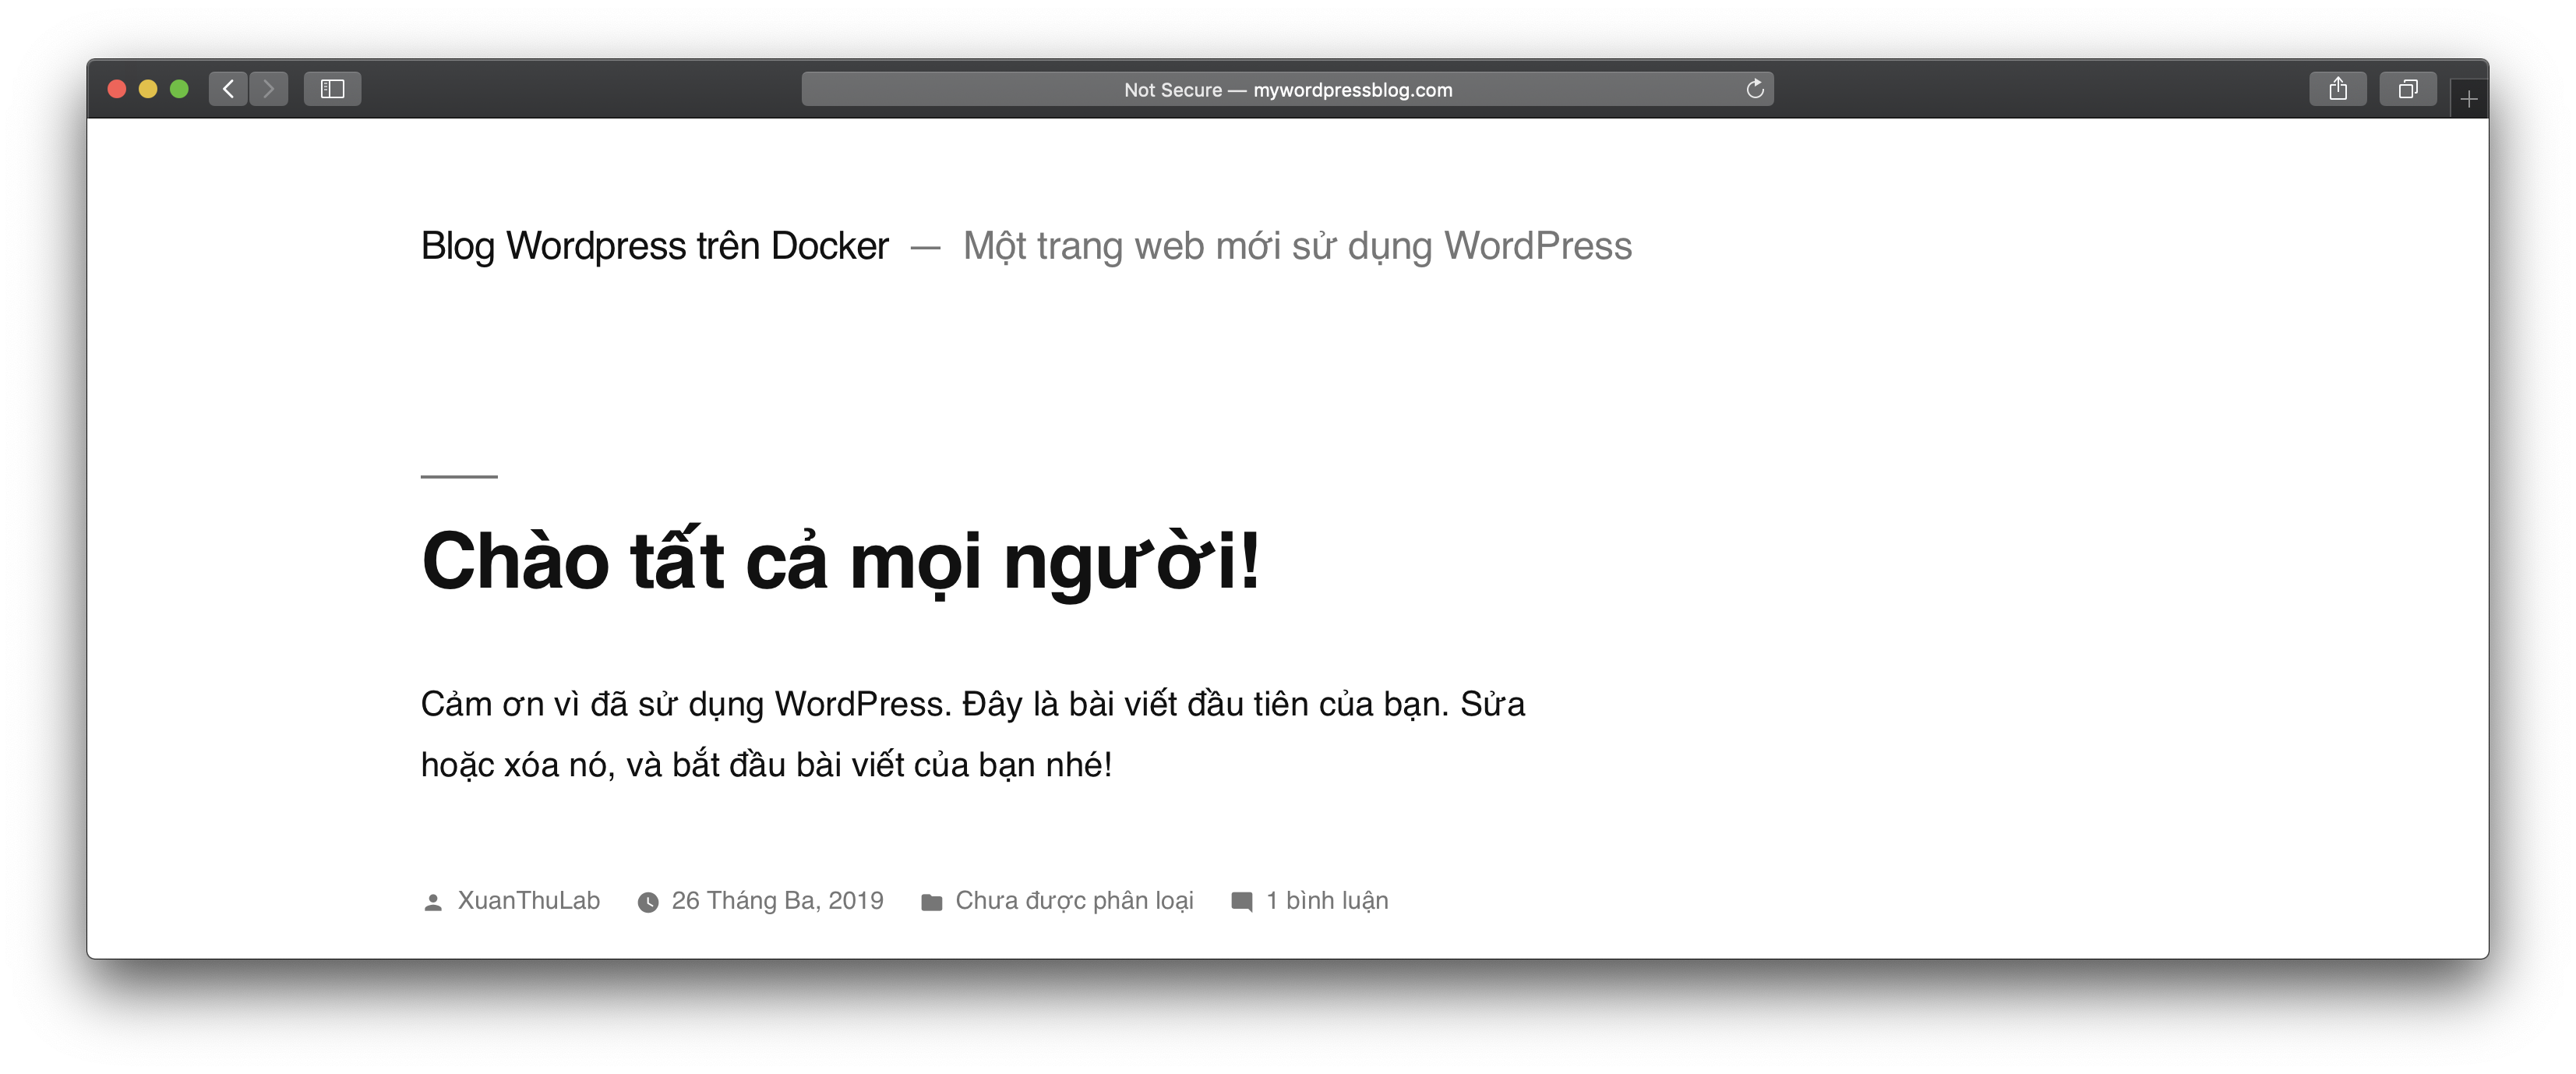 Not Secure — mywordpressblog.com
Blog Wordpress trên Docker — Một trang web mới sử dụng WordPress
Chào tất cả mọi người!
Cảm ơn vì đã sử dụng WordPress. Đây là bài viết đầu tiên của bạn. Sửa
hoặc xóa nó, và bắt đầu bài viết của bạn nhé!
XuanThuLab 26 Tháng Ba, 2019 Chưa được phân loại 1 bình luận